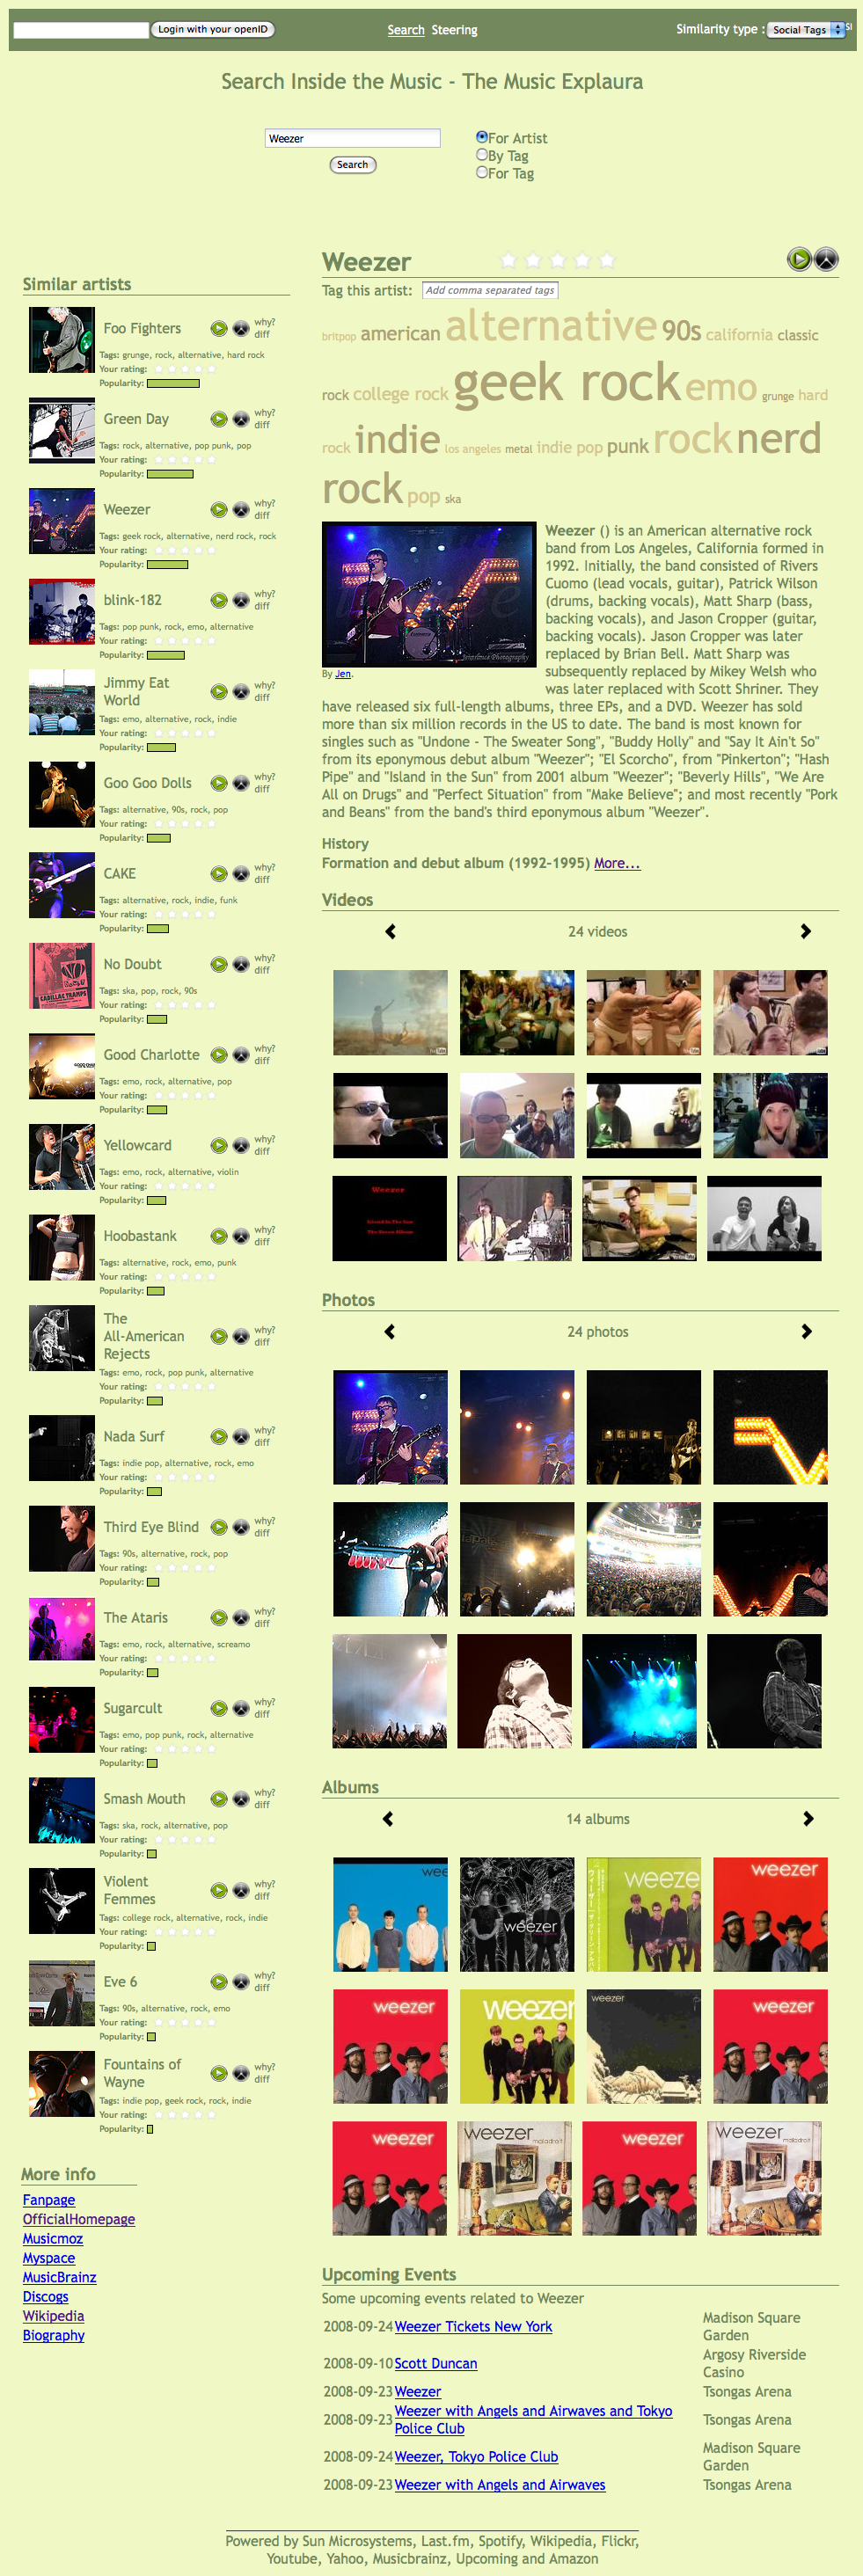 Login with your openID
Search Steering
Similarity type : Social Tags
Search Inside the Music - The Music Explaura
Weezer
Search
For Artist
By Tag
For Tag
Similar artists
Foo Fighters
why?
diff
Tags: grunge, rock, alternative, hard rock
Your rating:
Popularity:
Green Day
why?
diff
Tags: rock, alternative, pop punk, pop
Your rating:
Popularity:
Weezer
why?
diff
Tags: geek rock, alternative, nerd rock, rock
Your rating:
Popularity:
blink-182
why?
diff
Tags: pop punk, rock, emo, alternative
Your rating:
Popularity:
Jimmy Eat
World
why?
diff
Tags: emo, alternative, rock, indie
Your rating:
Popularity:
Goo Goo Dolls
why?
diff
Tags: alternative, 90s, rock, pop
Your rating:
Popularity:
CAKE
why?
diff
Tags: alternative, rock, indie, funk
Your rating:
Popularity:
No Doubt
why?
diff
Tags: ska, pop, rock, 90s
Your rating:
Popularity:
Good Charlotte
why?
diff
Tags: emo, rock, alternative, pop
Your rating:
Popularity:
Yellowcard
why?
diff
Tags: emo, rock, alternative, violin
Your rating:
Popularity:
Hoobastank
why?
diff
Tags: alternative, rock, emo, punk
Your rating:
Popularity:
The
All-American
Rejects
why?
diff
Tags: emo, rock, pop punk, alternative
Your rating:
Popularity:
Nada Surf
why?
diff
Tags: indie pop, alternative, rock, emo
Your rating:
Popularity:
Third Eye Blind
why?
diff
Tags: 90s, alternative, rock, pop
Your rating:
Popularity:
The Ataris
why?
diff
Tags: emo, rock, alternative, screamo
Your rating:
Popularity:
Sugarcult
why?
diff
Tags: emo, pop punk, rock, alternative
Your rating:
Popularity:
Smash Mouth
why?
diff
Tags: ska, rock, alternative, pop
Your rating:
Popularity:
Violent
Femmes
why?
diff
Tags: college rock, alternative, rock, indie
Your rating:
Popularity:
Eve 6
why?
diff
Tags: 90s, alternative, rock, emo
Your rating:
Popularity:
Fountains of
Wayne
why?
diff
Tags: indie pop, geek rock, rock, indie
Your rating:
Popularity:
More info
Fanpage
OfficialHomepage
Musicmoz
Myspace
MusicBrainz
Discogs
Wikipedia
Biography
Weezer
Tag this artist: Add comma separated tags
britpop american alternative 90s california classic
rock college rock geek rock emo grunge hard
rock indie los angeles metal indie pop punk rock nerd
rock pop ska
Weezer () is an American alternative rock
band from Los Angeles, California formed in
1992. Initially, the band consisted of Rivers
Cuomo (lead vocals, guitar), Patrick Wilson
(drums, backing vocals), Matt Sharp (bass,
backing vocals), and Jason Cropper (guitar,
backing vocals). Jason Cropper was later
replaced by Brian Bell. Matt Sharp was
subsequently replaced by Mikey Welsh who
was later replaced with Scott Shriner. They
By Jen.
have released six full-length albums, three EPs, and a DVD. Weezer has sold
more than six million records in the US to date. The band is most known for
singles such as "Undone - The Sweater Song", "Buddy Holly" and "Say It Ain't So"
from its eponymous debut album "Weezer"; "El Scorcho", from "Pinkerton"; "Hash
Pipe" and "Island in the Sun" from 2001 album "Weezer"; "Beverly Hills", "We Are
All on Drugs" and "Perfect Situation" from "Make Believe"; and most recently "Pork
and Beans" from the band's third eponymous album "Weezer".
History
Formation and debut album (1992-1995) More...
Videos
24 videos
Weezer
Island In The Sun
The Green Album
Photos
24 photos
Albums
14 albums
wee
weezer
weeze
weezer
weezer
weezer
weezer
weezer
weezer
weezer
maladroit
weezer
weezer
maladroit
Upcoming Events
Some upcoming events related to Weezer
2008-09-24 Weezer Tickets New York Madison Square
Garden
2008-09-10 Scott Duncan Argosy Riverside
Casino
2008-09-23 Weezer Tsongas Arena
2008-09-23 Weezer with Angels and Airwaves and Tokyo
Police Club Tsongas Arena
2008-09-24 Weezer, Tokyo Police Club Madison Square
Garden
2008-09-23 Weezer with Angels and Airwaves Tsongas Arena
Powered by Sun Microsystems, Last.fm, Spotify, Wikipedia, Flickr,
Youtube, Yahoo, Musicbrainz, Upcoming and Amazon